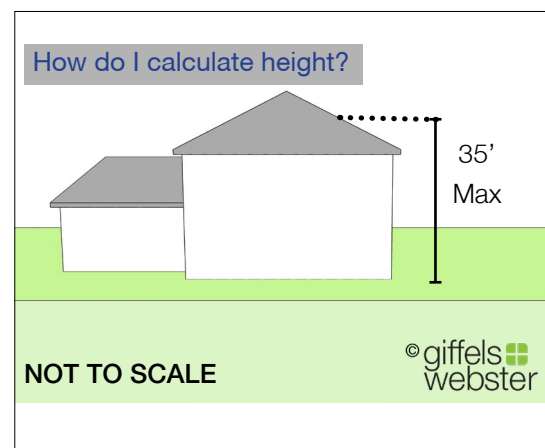 How do I calculate height?
35’
Max
NOT TO SCALE
© giffels
webster